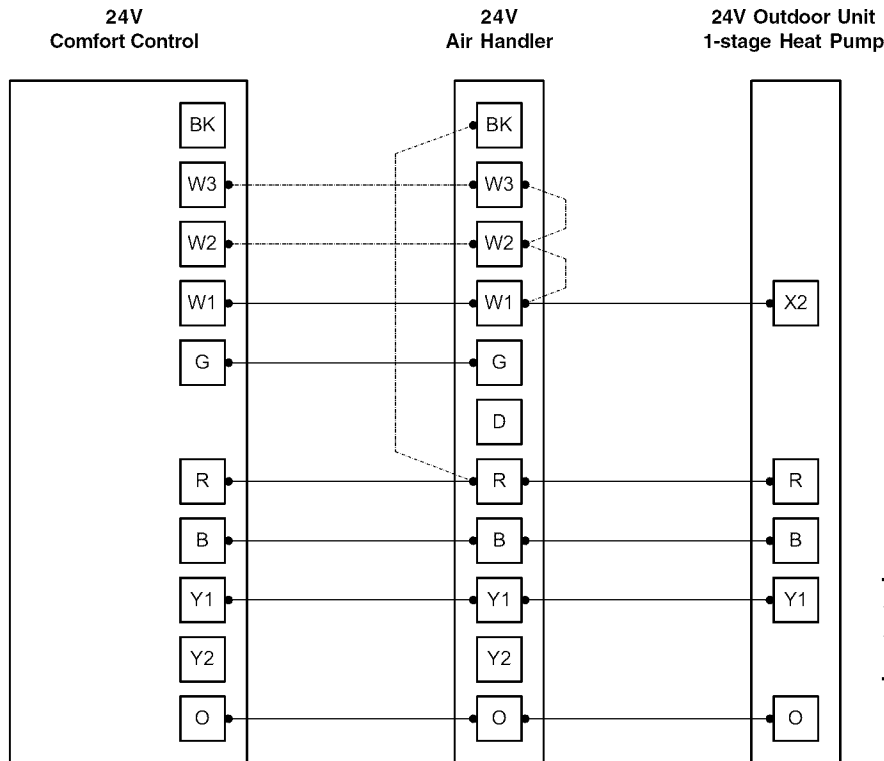 24V
Comfort Control
24V
Air Handler
24V Outdoor Unit
1-stage Heat Pump
BK
BK
W3
W3
W2
W2
W1
W1
X2
G
G
D
R
R
R
B
B
B
Y1
Y1
Y1
Y2
Y2
O
O
O